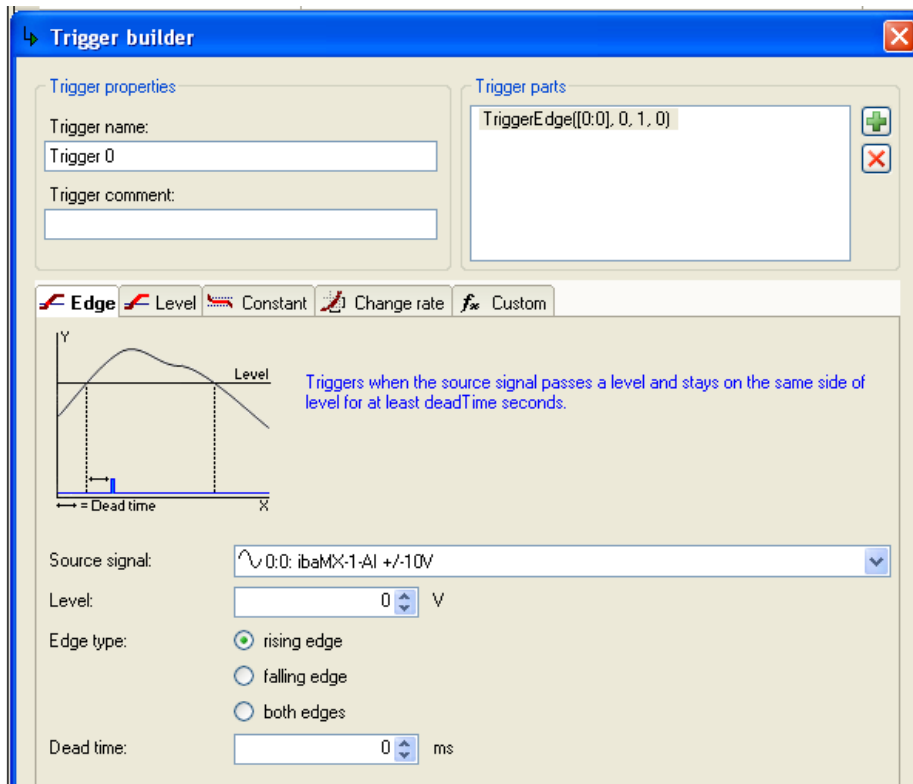 Trigger builder
Trigger properties
Trigger name:
Trigger 0
Trigger comment:
Trigger parts
TriggerEdge([0:0], 0, 1, 0)
Edge
Level
Constant
Change rate
fx Custom
Y
Level
= Dead time
X
Triggers when the source signal passes a level and stays on the same side of
level for at least deadTime seconds.
Source signal:
0:0: ibaMX-1-AI +/-10V
Level:
0 V
Edge type:
rising edge
falling edge
both edges
Dead time:
0 ms